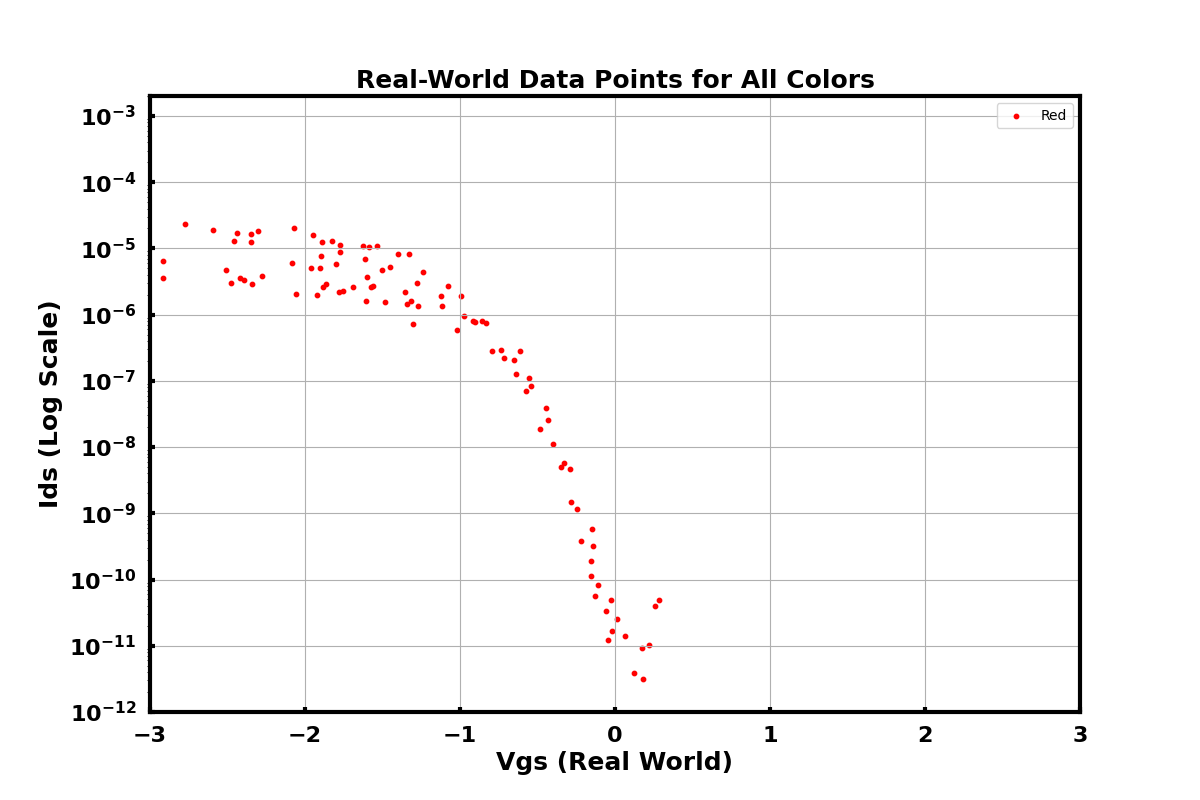 Real-World Data Points for All Colors
Red
10⁻³
10⁻⁴
10⁻⁵
10⁻⁶
10⁻⁷
10⁻⁸
10⁻⁹
10⁻¹⁰
10⁻¹¹
10⁻¹²
Ids (Log Scale)
−3 −2 −1 0 1 2 3
Vgs (Real World)